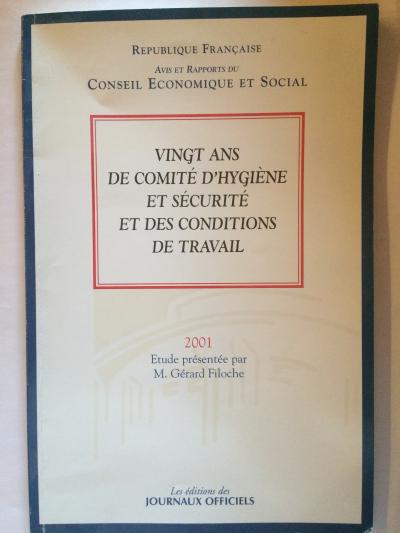 REPUBLIQUE FRANÇAISE
AVIS ET RAPPORTS DU
CONSEIL ECONOMIQUE ET SOCIAL
VINGT ANS
DE COMITÉ D'HYGIÈNE
ET SÉCURITÉ
ET DES CONDITIONS
DE TRAVAIL
2001
Etude présentée par
M. Gérard Filoche
Les éditions des
JOURNAUX OFFICIELS